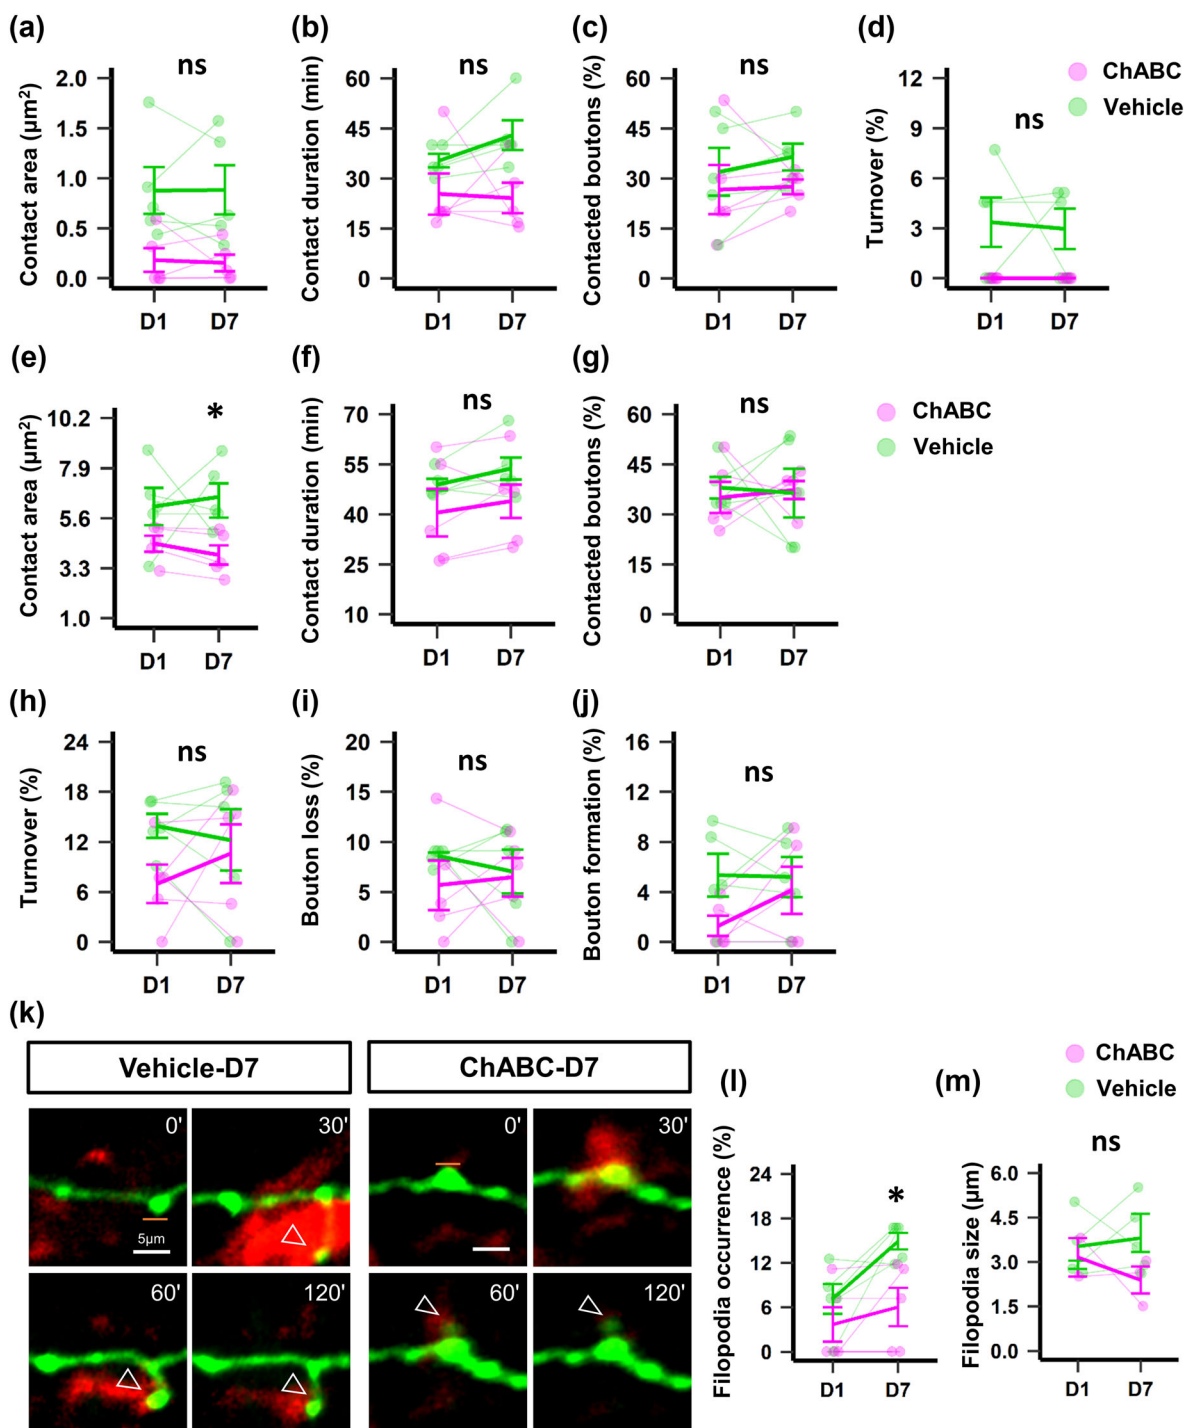 (a) (b) (c) (d)
ChABC
Vehicle
Contact area (µm²)
2.0
1.5
1.0
0.5
0.0
ns
D1 D7
Contact duration (min)
60
45
30
15
0
ns
D1 D7
Contacted boutons (%)
60
45
30
15
0
ns
D1 D7
Turnover (%)
12
9
6
3
0
ns
D1 D7
(e) (f) (g)
ChABC
Vehicle
Contact area (µm²)
10.2
7.9
5.6
3.3
1.0
*
D1 D7
Contact duration (min)
70
55
40
25
10
ns
D1 D7
Contacted boutons (%)
60
45
30
15
0
ns
D1 D7
(h) (i) (j)
Turnover (%)
24
18
12
6
0
ns
D1 D7
Bouton loss (%)
20
15
10
5
0
ns
D1 D7
Bouton formation (%)
16
12
8
4
0
ns
D1 D7
(k)
Vehicle-D7 ChABC-D7
0' 30' 0' 30'
5µm
60' 120' 60' 120'
(l) (m)
ChABC
Vehicle
Filopodia occurrence (%)
24
18
12
6
0
*
D1 D7
Filopodia size (µm)
6.0
4.5
3.0
1.5
0.0
ns
D1 D7